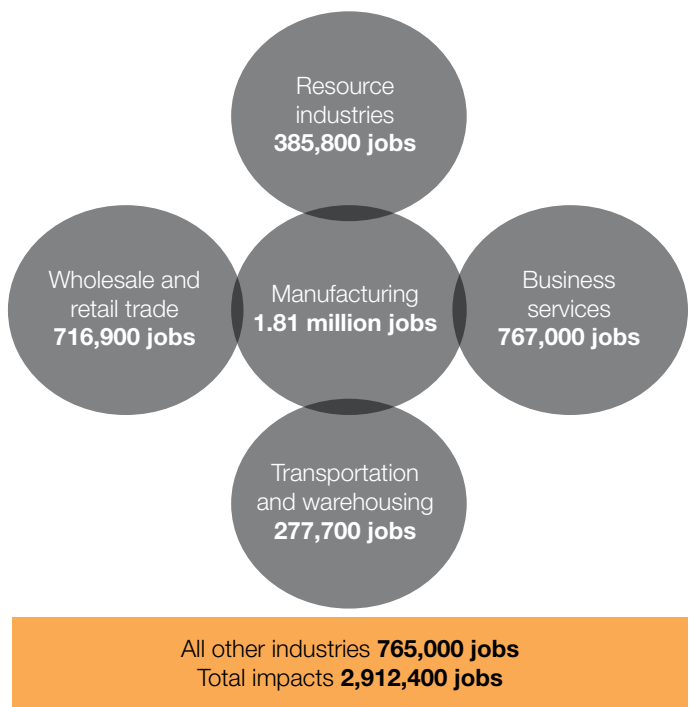 Resource
industries
385,800 jobs
Wholesale and
retail trade
716,900 jobs
Manufacturing
1.81 million jobs
Business
services
767,000 jobs
Transportation
and warehousing
277,700 jobs
All other industries 765,000 jobs
Total impacts 2,912,400 jobs